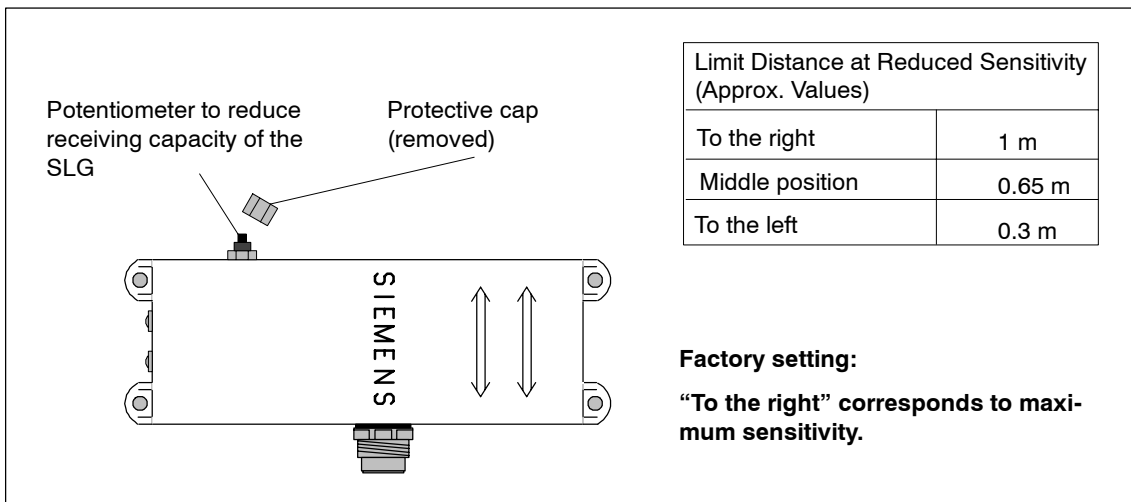 Potentiometer to reduce
receiving capacity of the
SLG
Protective cap
(removed)
SIEMENS
Limit Distance at Reduced Sensitivity
(Approx. Values)
To the right 1 m
Middle position 0.65 m
To the left 0.3 m
Factory setting:
“To the right” corresponds to maxi-
mum sensitivity.